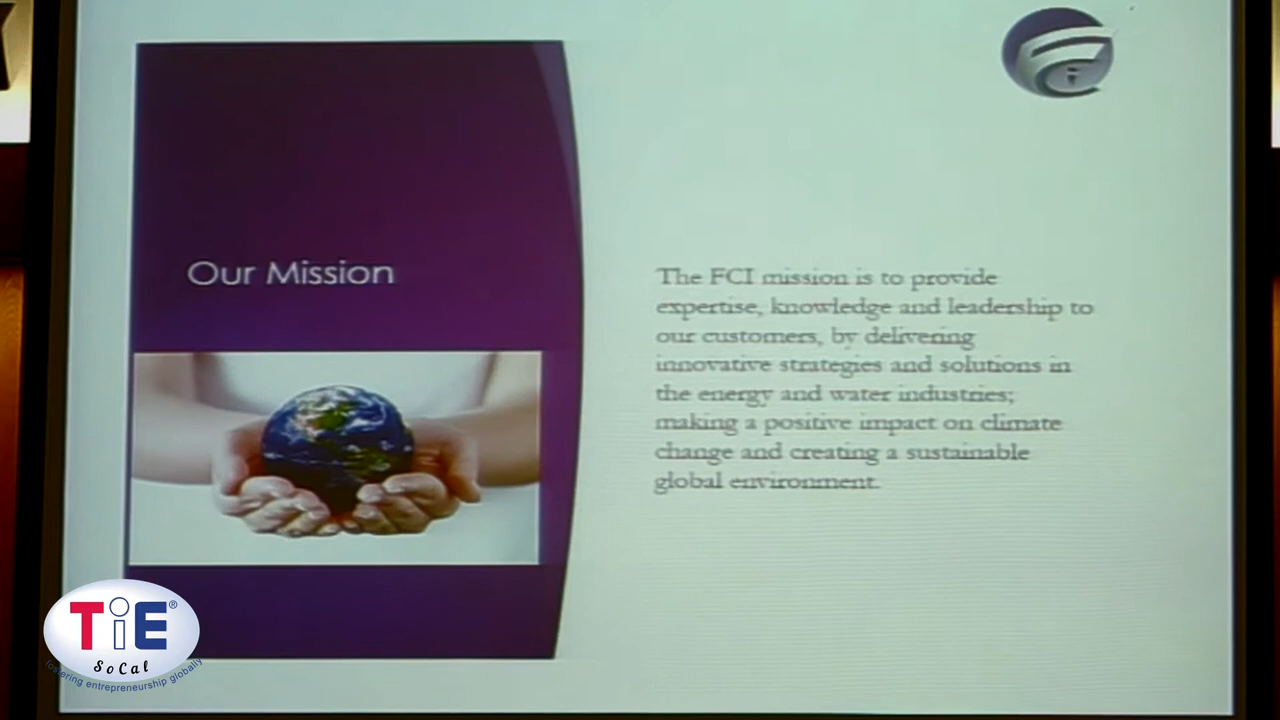 Our Mission
The FCI mission is to provide
expertise, knowledge and leadership to
our customers, by delivering
innovative strategies and solutions in
the energy and water industries;
making a positive impact on climate
change and creating a sustainable
global environment.
TiE®
SoCal
fostering entrepreneurship globally